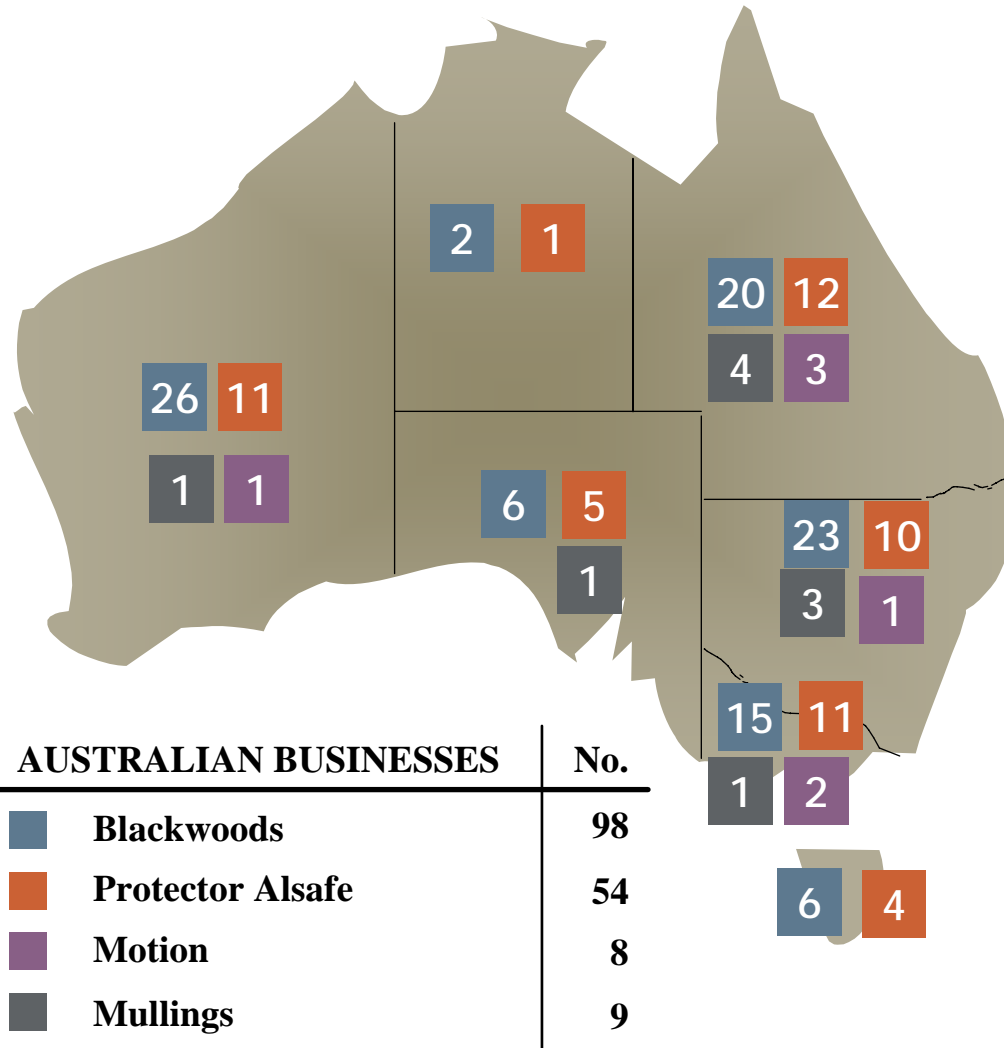 2 1
20 12
4 3
26 11
1 1
6 5
1
23 10
3 1
15 11
1 2
6 4
AUSTRALIAN BUSINESSES No.
Blackwoods 98
Protector Alsafe 54
Motion 8
Mullings 9